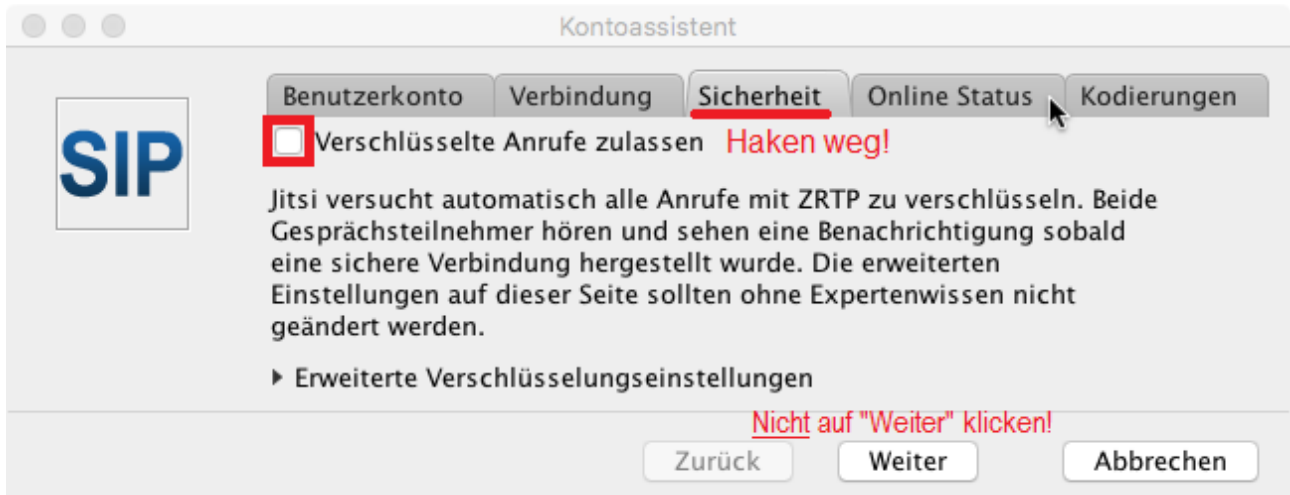 Kontoassistent
Benutzerkonto Verbindung Sicherheit Online Status Kodierungen
SIP
Verschlüsselte Anrufe zulassen Haken weg!
Jitsi versucht automatisch alle Anrufe mit ZRTP zu verschlüsseln. Beide
Gesprächsteilnehmer hören und sehen eine Benachrichtigung sobald
eine sichere Verbindung hergestellt wurde. Die erweiterten
Einstellungen auf dieser Seite sollten ohne Expertenwissen nicht
geändert werden.
Erweiterte Verschlüsselungseinstellungen
Nicht auf "Weiter" klicken!
Zurück Weiter Abbrechen